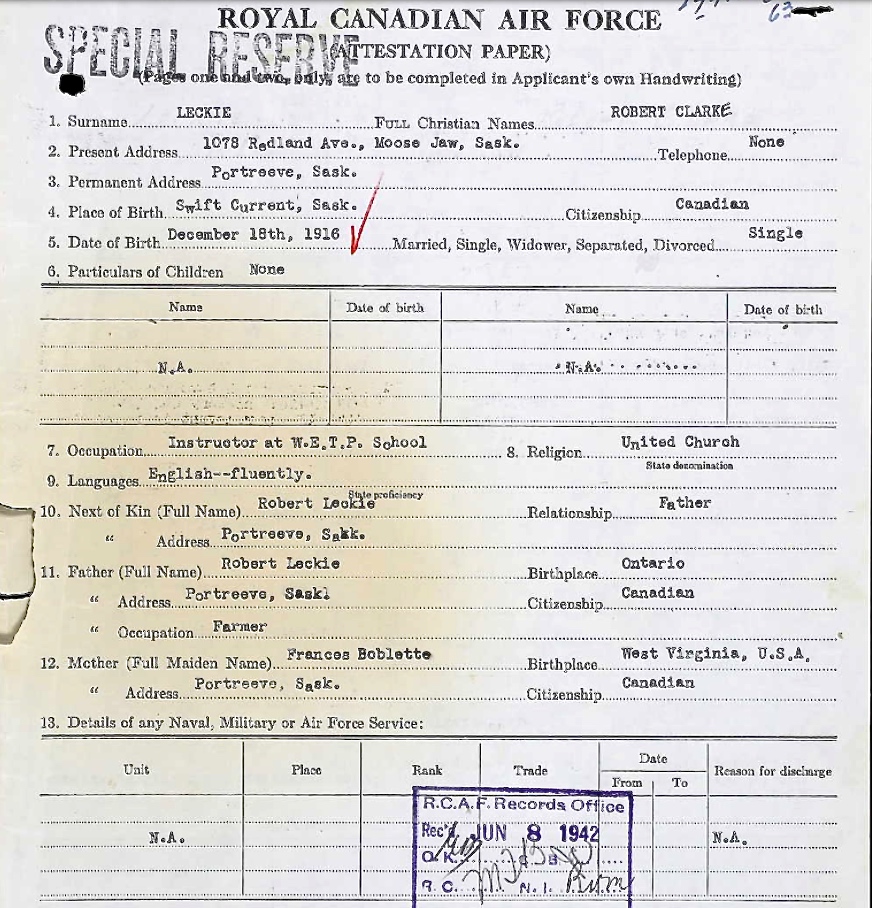 ROYAL CANADIAN AIR FORCE
63
SPECIAL RESERVE
(ATTESTATION PAPER)
(Pages one and two, only, are to be completed in Applicant's own Handwriting)
1. Surname LECKIE FULL Christian Names ROBERT CLARKE
2. Present Address 1078 Redland Ave., Moose Jaw, Sask. Telephone None
3. Permanent Address Portreeve, Sask.
4. Place of Birth Swift Current, Sask. Citizenship Canadian
5. Date of Birth December 18th, 1916 Married, Single, Widower, Separated, Divorced Single
6. Particulars of Children None
Name Date of birth Name Date of birth
N.A. N.A.
7. Occupation Instructor at W.E.T.P. School 8. Religion United Church
State denomination
9. Languages English--fluently.
State proficiency
10. Next of Kin (Full Name) Robert Leckie Relationship Father
" Address Portreeve, Sakk.
11. Father (Full Name) Robert Leckie Birthplace Ontario
" Address Portreeve, Saskl Citizenship Canadian
" Occupation Farmer
12. Mother (Full Maiden Name) Frances Boblette Birthplace West Virginia, U.S.A.
" Address Portreeve, Sask. Citizenship Canadian
13. Details of any Naval, Military or Air Force Service:
Unit Place Rank Trade Date Reason for discharge
From To
R.C.A.F. Records Office
N.A. Rec'd JUN 8 1942 N.A.
O.K. B.
R.C. N.I.